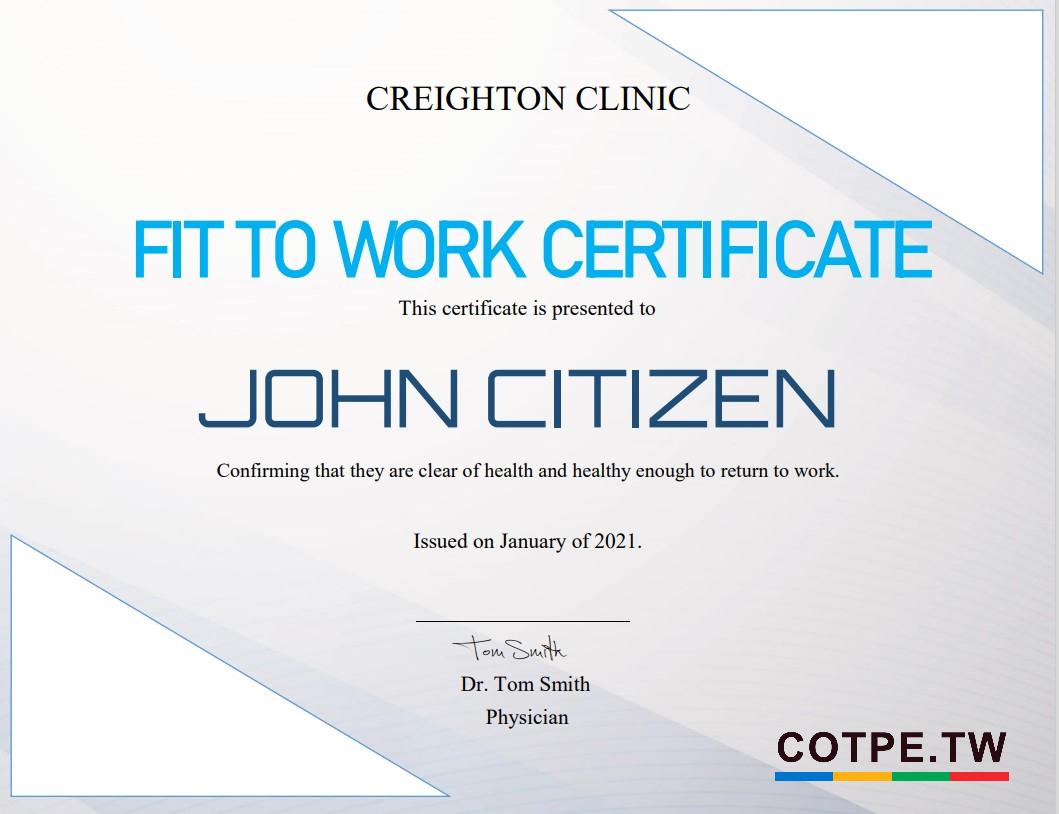 CREIGHTON CLINIC
FIT TO WORK CERTIFICATE
This certificate is presented to
JOHN CITIZEN
Confirming that they are clear of health and healthy enough to return to work.
Issued on January of 2021.
Tom Smith
Dr. Tom Smith
Physician
COTPE.TW